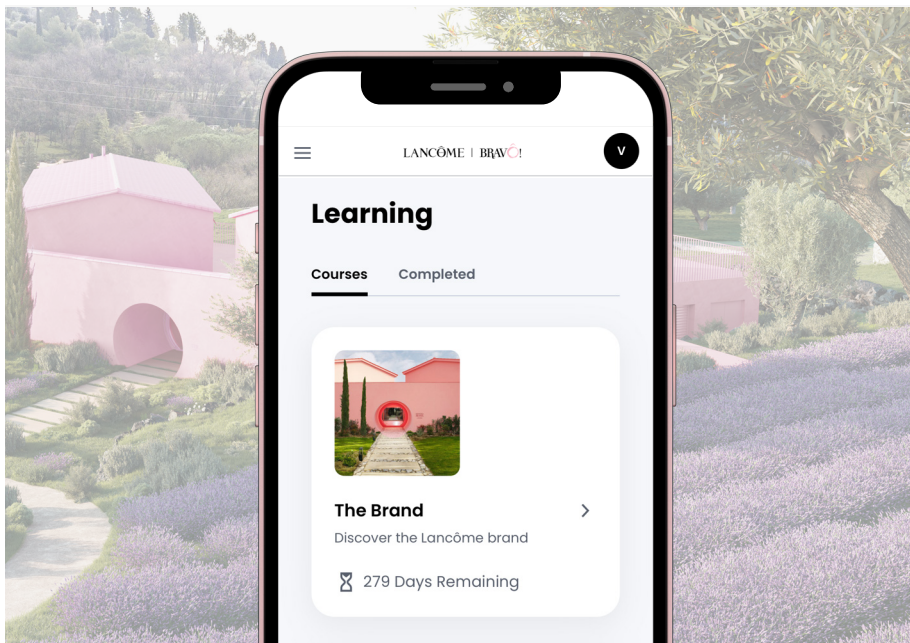 LANCÔME | BRAVÔ!
V
Learning
Courses Completed
The Brand
Discover the Lancôme brand
279 Days Remaining